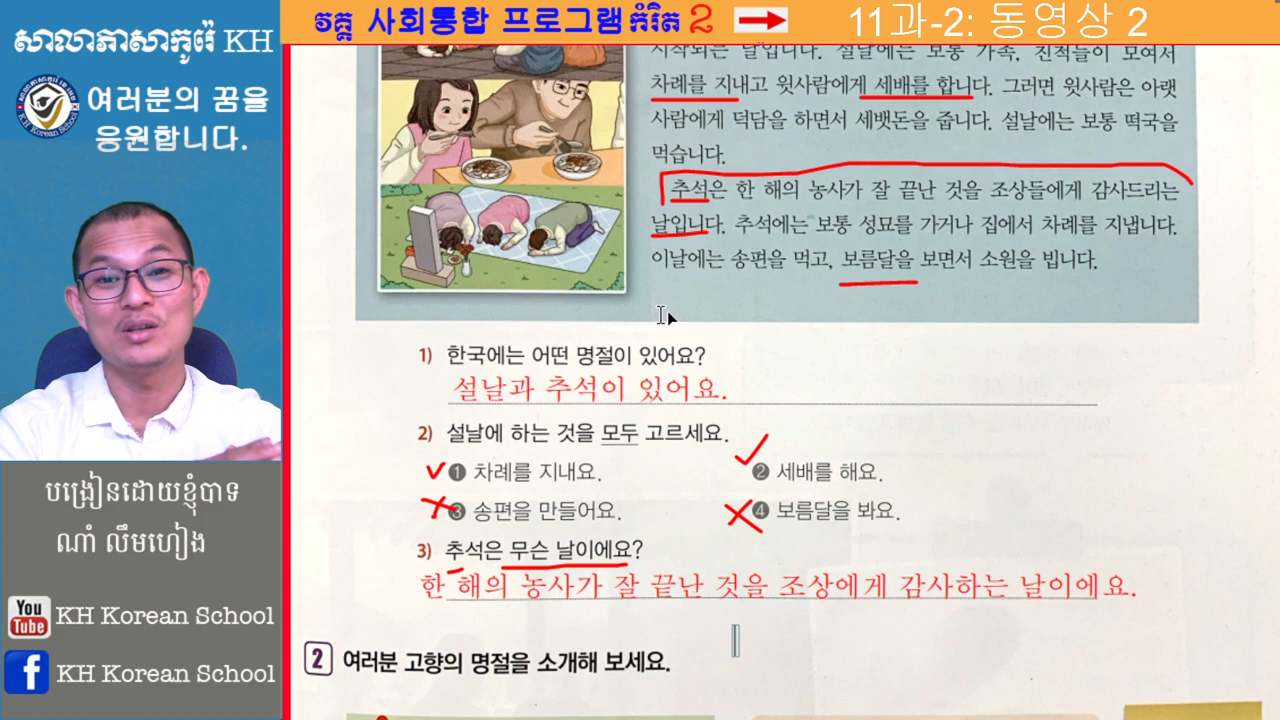 សាលាភាសាកូរ៉េ KH
여러분의 꿈을
응원합니다.
បង្រៀនដោយខ្ញុំបាទ
ណាំ លឹមហៀង
You Tube KH Korean School
f KH Korean School
វគ្គ 사회통합 프로그램 កំរិត 2
11과-2: 동영상 2
시작되는 날입니다. 설날에는 보통 가족, 친척들이 모여서
차례를 지내고 윗사람에게 세배를 합니다. 그러면 윗사람은 아랫
사람에게 덕담을 하면서 세뱃돈을 줍니다. 설날에는 보통 떡국을
먹습니다.
추석은 한 해의 농사가 잘 끝난 것을 조상들에게 감사드리는
날입니다. 추석에는 보통 성묘를 가거나 집에서 차례를 지냅니다.
이날에는 송편을 먹고, 보름달을 보면서 소원을 빕니다.
1) 한국에는 어떤 명절이 있어요?
설날과 추석이 있어요.
2) 설날에 하는 것을 모두 고르세요.
❶ 차례를 지내요. ❷ 세배를 해요.
❸ 송편을 만들어요. ❹ 보름달을 봐요.
3) 추석은 무슨 날이에요?
한 해의 농사가 잘 끝난 것을 조상에게 감사하는 날이에요.
2 여러분 고향의 명절을 소개해 보세요.